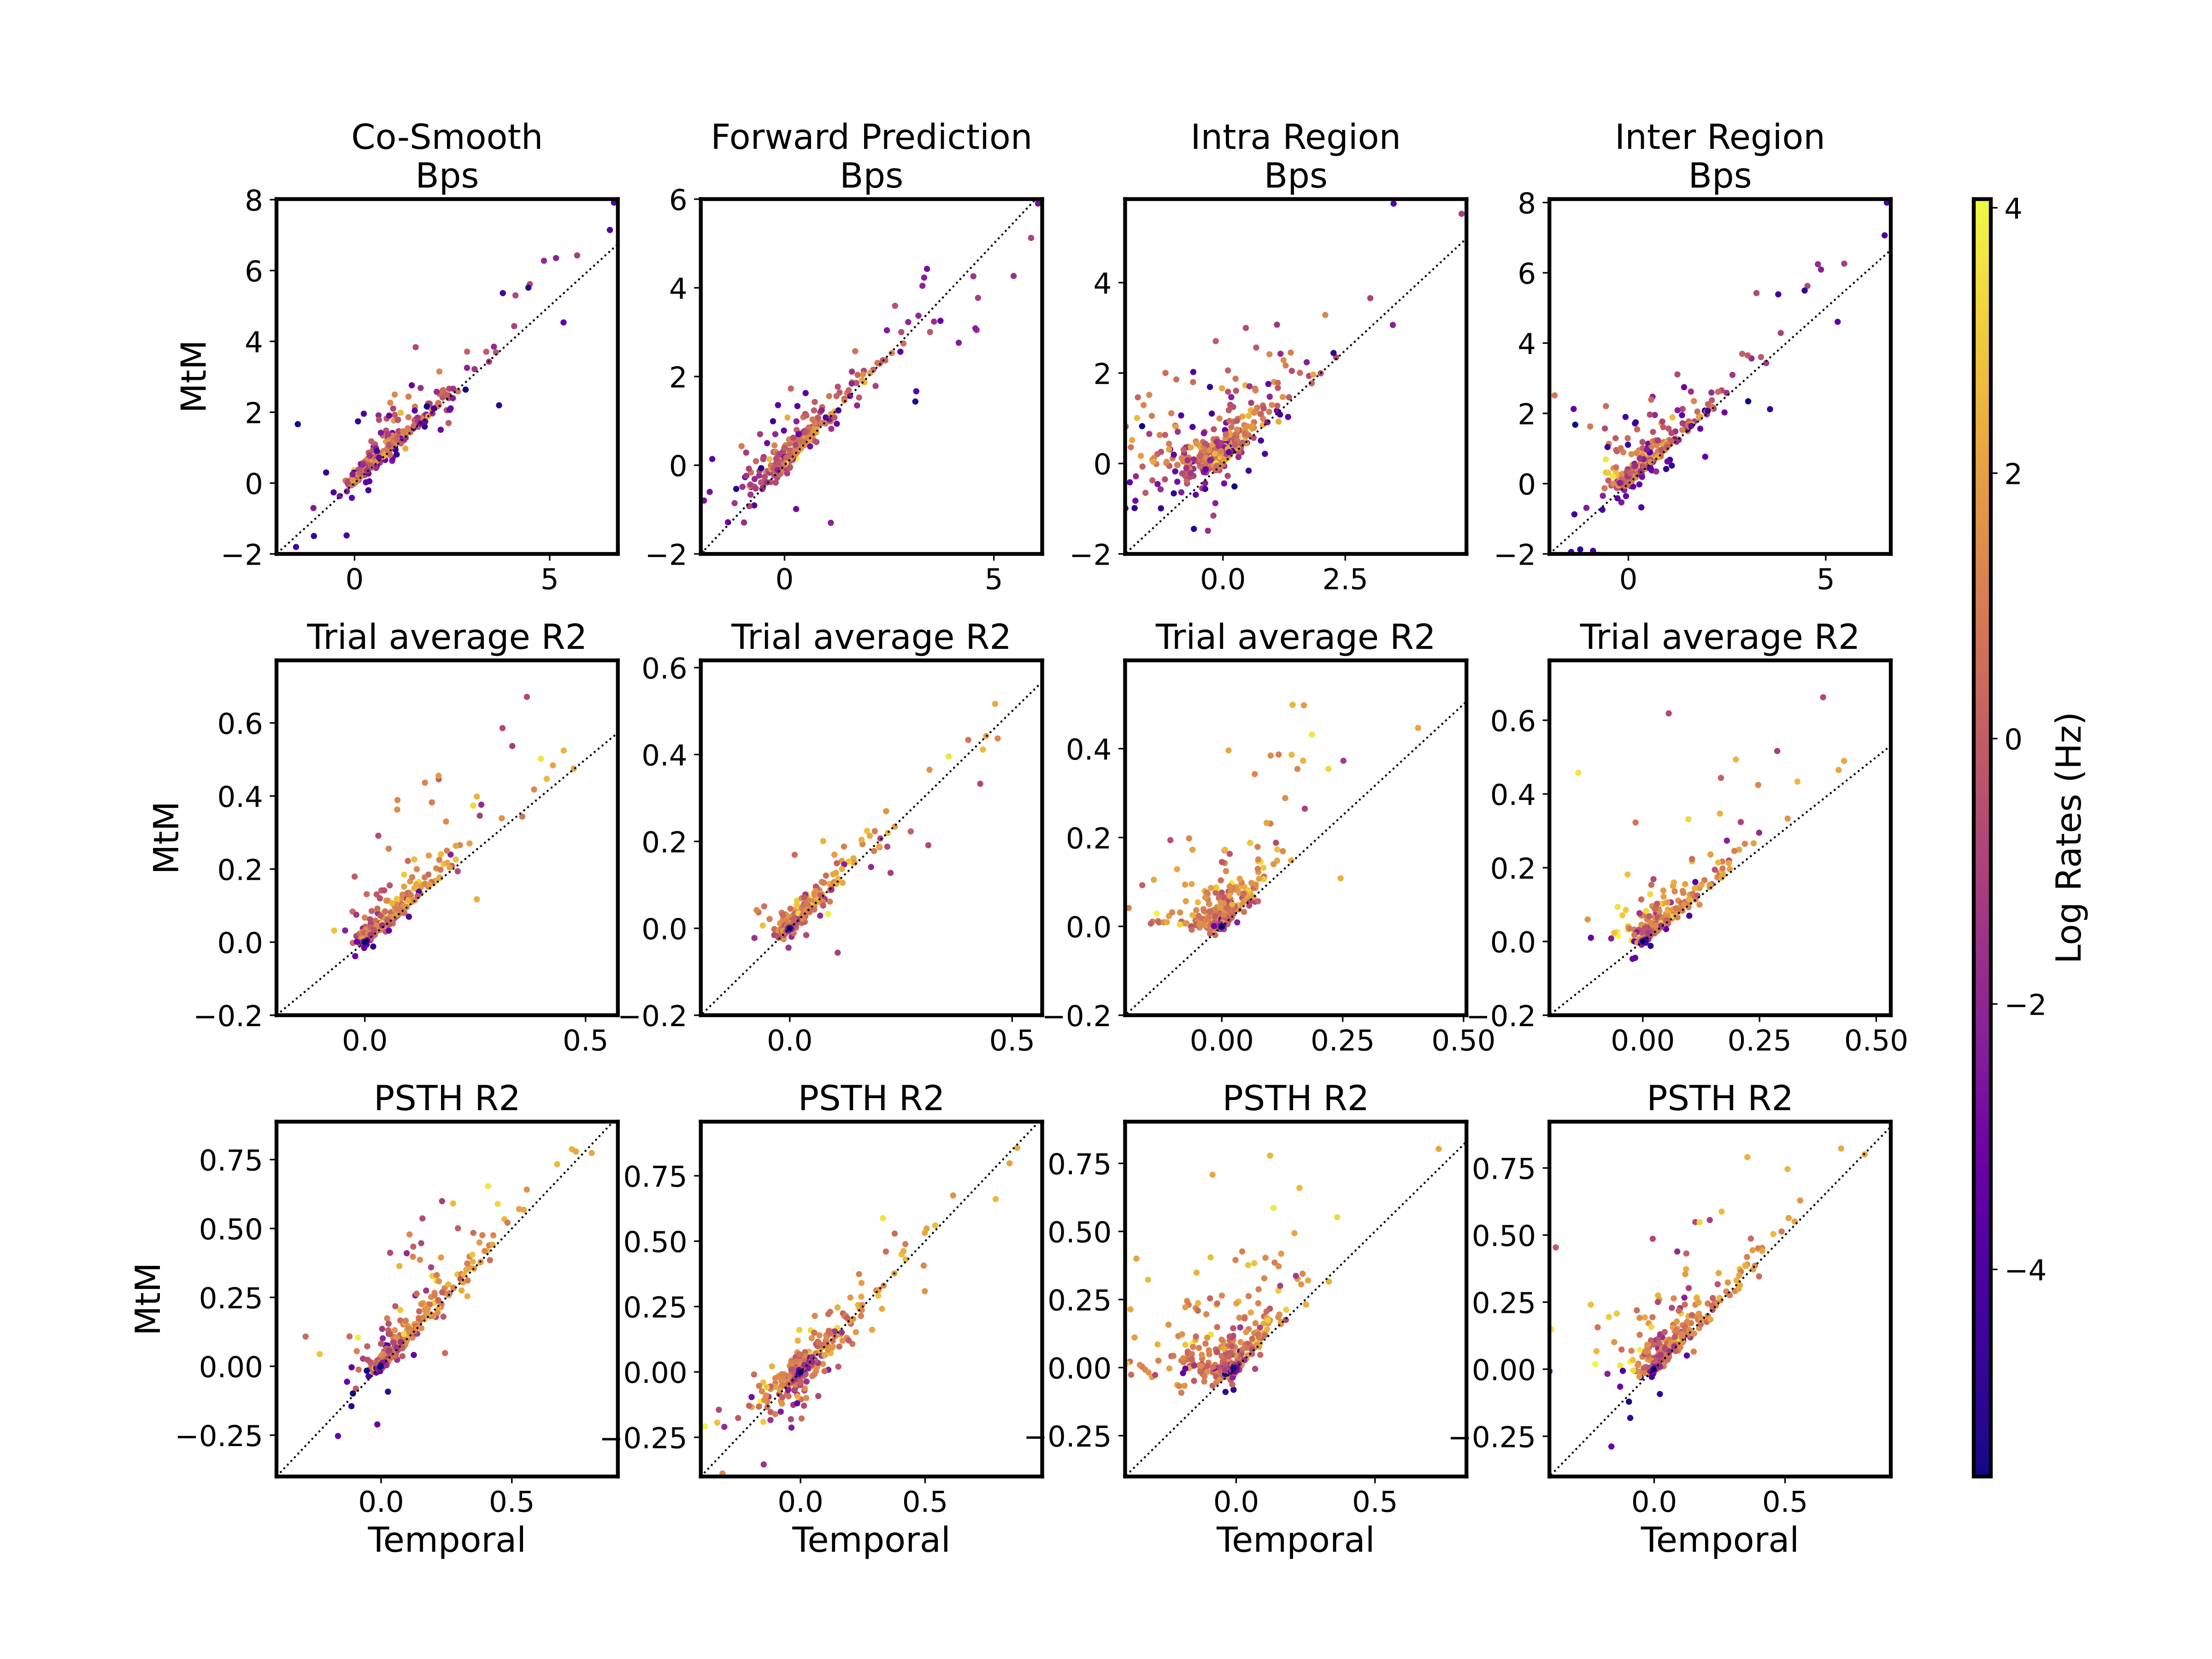 Co-Smooth Forward Prediction Intra Region Inter Region
Bps Bps Bps Bps
8 6 4 2 0 −2
6 4 2 0 −2
4 2 0 −2
8 6 4 2 0 −2
MtM
0 5
0 5
0.0 2.5
0 5
Trial average R2 Trial average R2 Trial average R2 Trial average R2
0.6 0.4 0.2 0.0 −0.2
0.6 0.4 0.2 0.0 −0.2
0.4 0.2 0.0 −0.2
0.6 0.4 0.2 0.0 −0.2
MtM
0.0 0.5
0.0 0.5
0.00 0.25 0.50
0.00 0.25 0.50
PSTH R2 PSTH R2 PSTH R2 PSTH R2
0.75 0.50 0.25 0.00 −0.25
0.75 0.50 0.25 0.00 −0.25
0.75 0.50 0.25 0.00 −0.25
0.75 0.50 0.25 0.00 −0.25
MtM
0.0 0.5
0.0 0.5
0.0 0.5
0.0 0.5
Temporal Temporal Temporal Temporal
4
2
0
−2
−4
Log Rates (Hz)